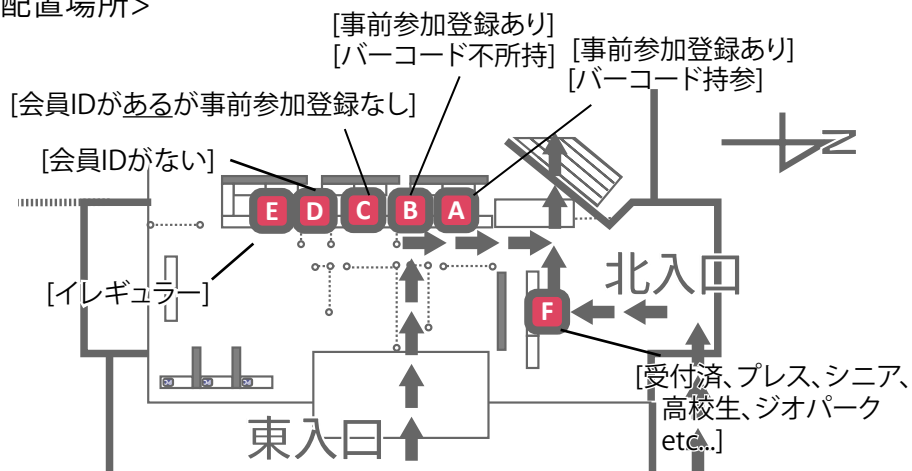 配置場所>
[事前参加登録あり]
[バーコード不所持]
[事前参加登録あり]
[バーコード持参]
[会員IDがあるが事前参加登録なし]
[会員IDがない]
E D C B A
N
[イレギュラー]
北入口
F
[受付済、プレス、シニア、
高校生、ジオパーク
etc...]
東入口